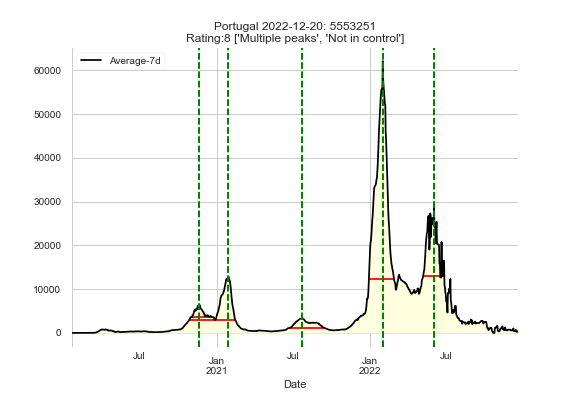 Portugal 2022-12-20: 5553251
Rating:8 ['Multiple peaks', 'Not in control']
Average-7d
60000
50000
40000
30000
20000
10000
0
Jul
Jan
2021
Jul
Jan
2022
Jul
Date